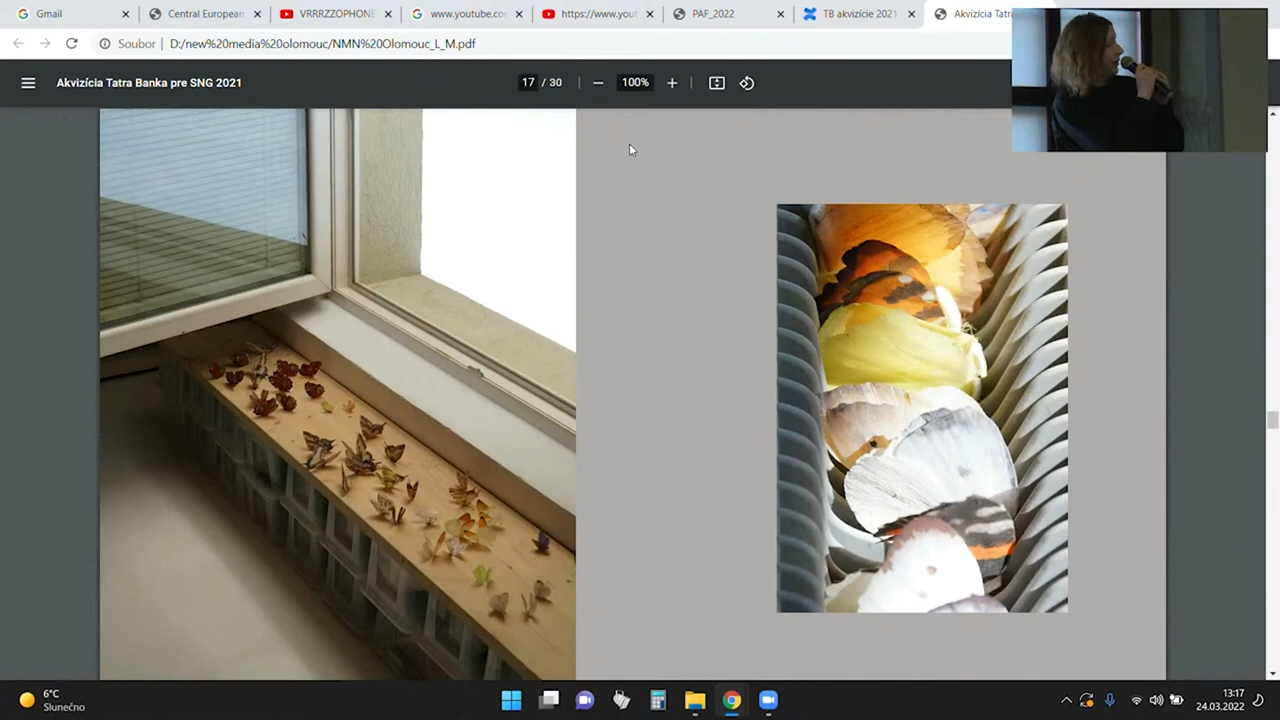 Gmail
Central European
VRRRZZOPHONE
www.youtube.co
https://www.yout
PAF_2022
TB akvizície 2021
Akvizícia Tatra
Soubor
D:/new%20media%20olomouc/NMN%20Olomouc_L_M.pdf
Akvizícia Tatra Banka pre SNG 2021
17 / 30
100%
6°C
Slunečno
13:17
24.03.2022